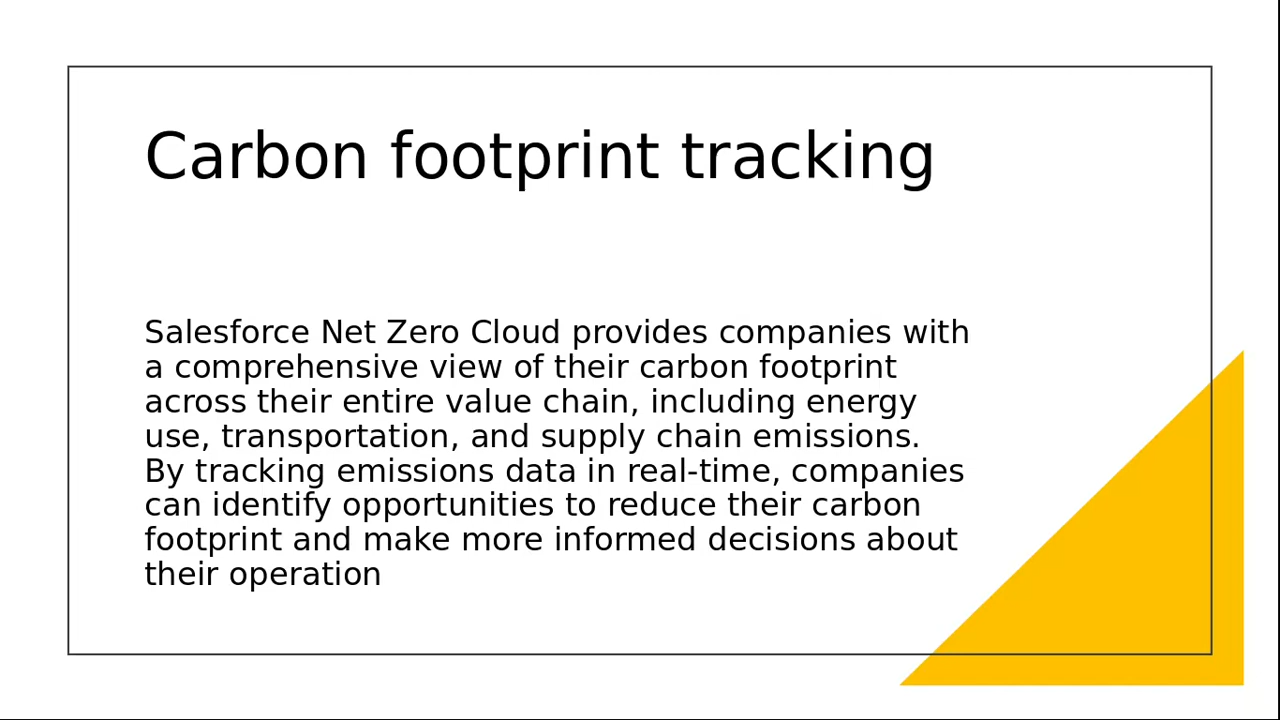 Carbon footprint tracking
Salesforce Net Zero Cloud provides companies with
a comprehensive view of their carbon footprint
across their entire value chain, including energy
use, transportation, and supply chain emissions.
By tracking emissions data in real-time, companies
can identify opportunities to reduce their carbon
footprint and make more informed decisions about
their operation